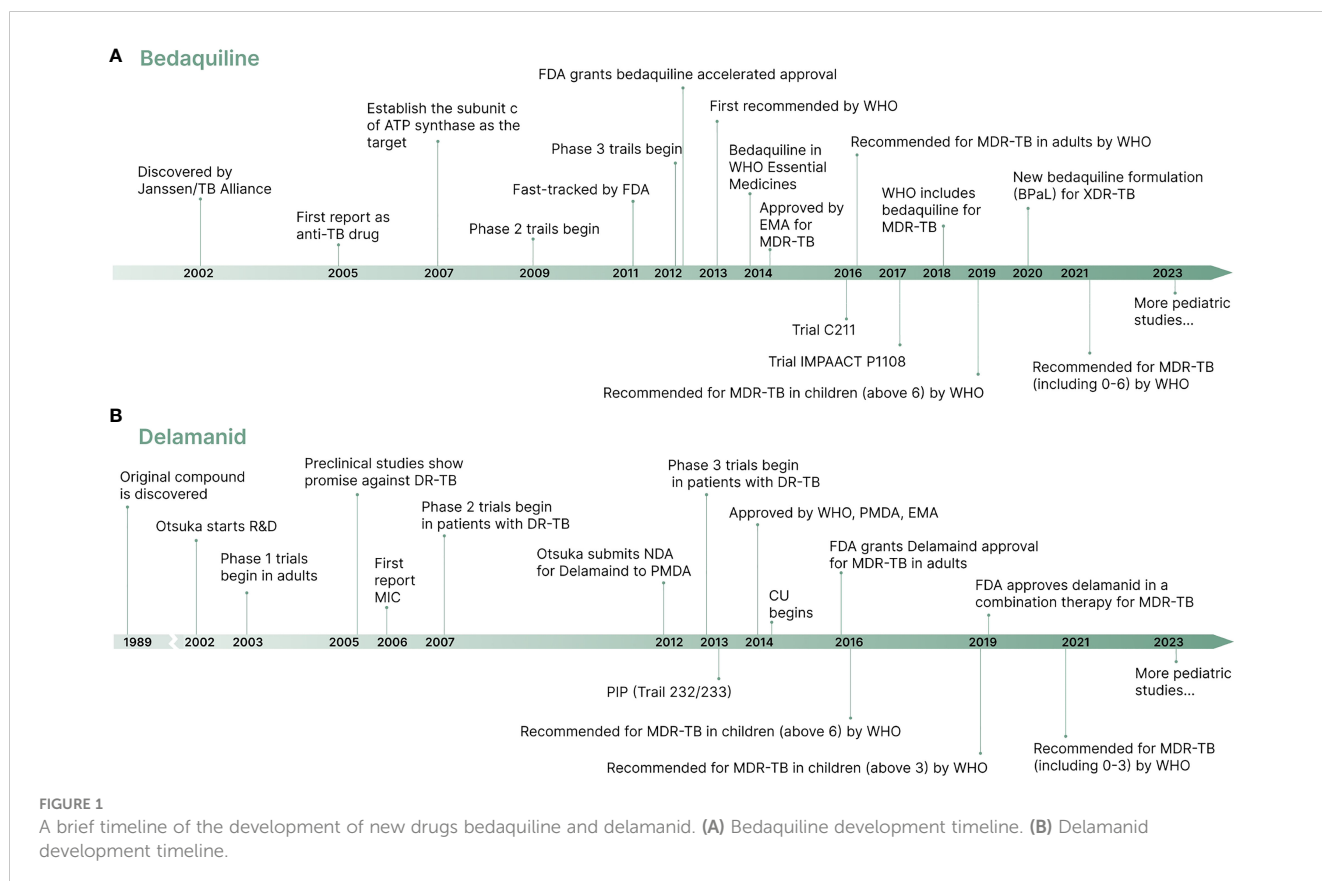 A Bedaquiline
FDA grants bedaquiline accelerated approval
Establish the subunit c
of ATP synthase as the
target
First recommended by WHO
Phase 3 trails begin
Bedaquiline in
WHO Essential
Medicines
Recommended for MDR-TB in adults by WHO
Discovered by
Janssen/TB Alliance
Fast-tracked by FDA
New bedaquiline formulation
(BPaL) for XDR-TB
WHO includes
bedaquiline for
MDR-TB
First report as
anti-TB drug
Phase 2 trails begin
Approved by
EMA for
MDR-TB
2002 2005 2007 2009 2011 2012 2013 2014 2016 2017 2018 2019 2020 2021 2023
More pediatric
studies...
Trial C211
Trial IMPAACT P1108
Recommended for MDR-TB
(including 0-6) by WHO
Recommended for MDR-TB in children (above 6) by WHO
B
Delamanid
Original compound
is discovered
Preclinical studies show
promise against DR-TB
Phase 3 trials begin
in patients with DR-TB
Otsuka starts R&D
Phase 2 trials begin
in patients with DR-TB
Approved by WHO, PMDA, EMA
Phase 1 trials
begin in adults
First
report
MIC
Otsuka submits NDA
for Delamaind to PMDA
FDA grants Delamaind approval
for MDR-TB in adults
CU
begins
FDA approves delamanid in a
combination therapy for MDR-TB
1989 2002 2003 2005 2006 2007 2012 2013 2014 2016 2019 2021 2023
More pediatric
studies...
PIP (Trail 232/233)
Recommended for MDR-TB in children (above 6) by WHO
Recommended for MDR-TB
(including 0-3) by WHO
Recommended for MDR-TB in children (above 3) by WHO
FIGURE 1
A brief timeline of the development of new drugs bedaquiline and delamanid. (A) Bedaquiline development timeline. (B) Delamanid
development timeline.